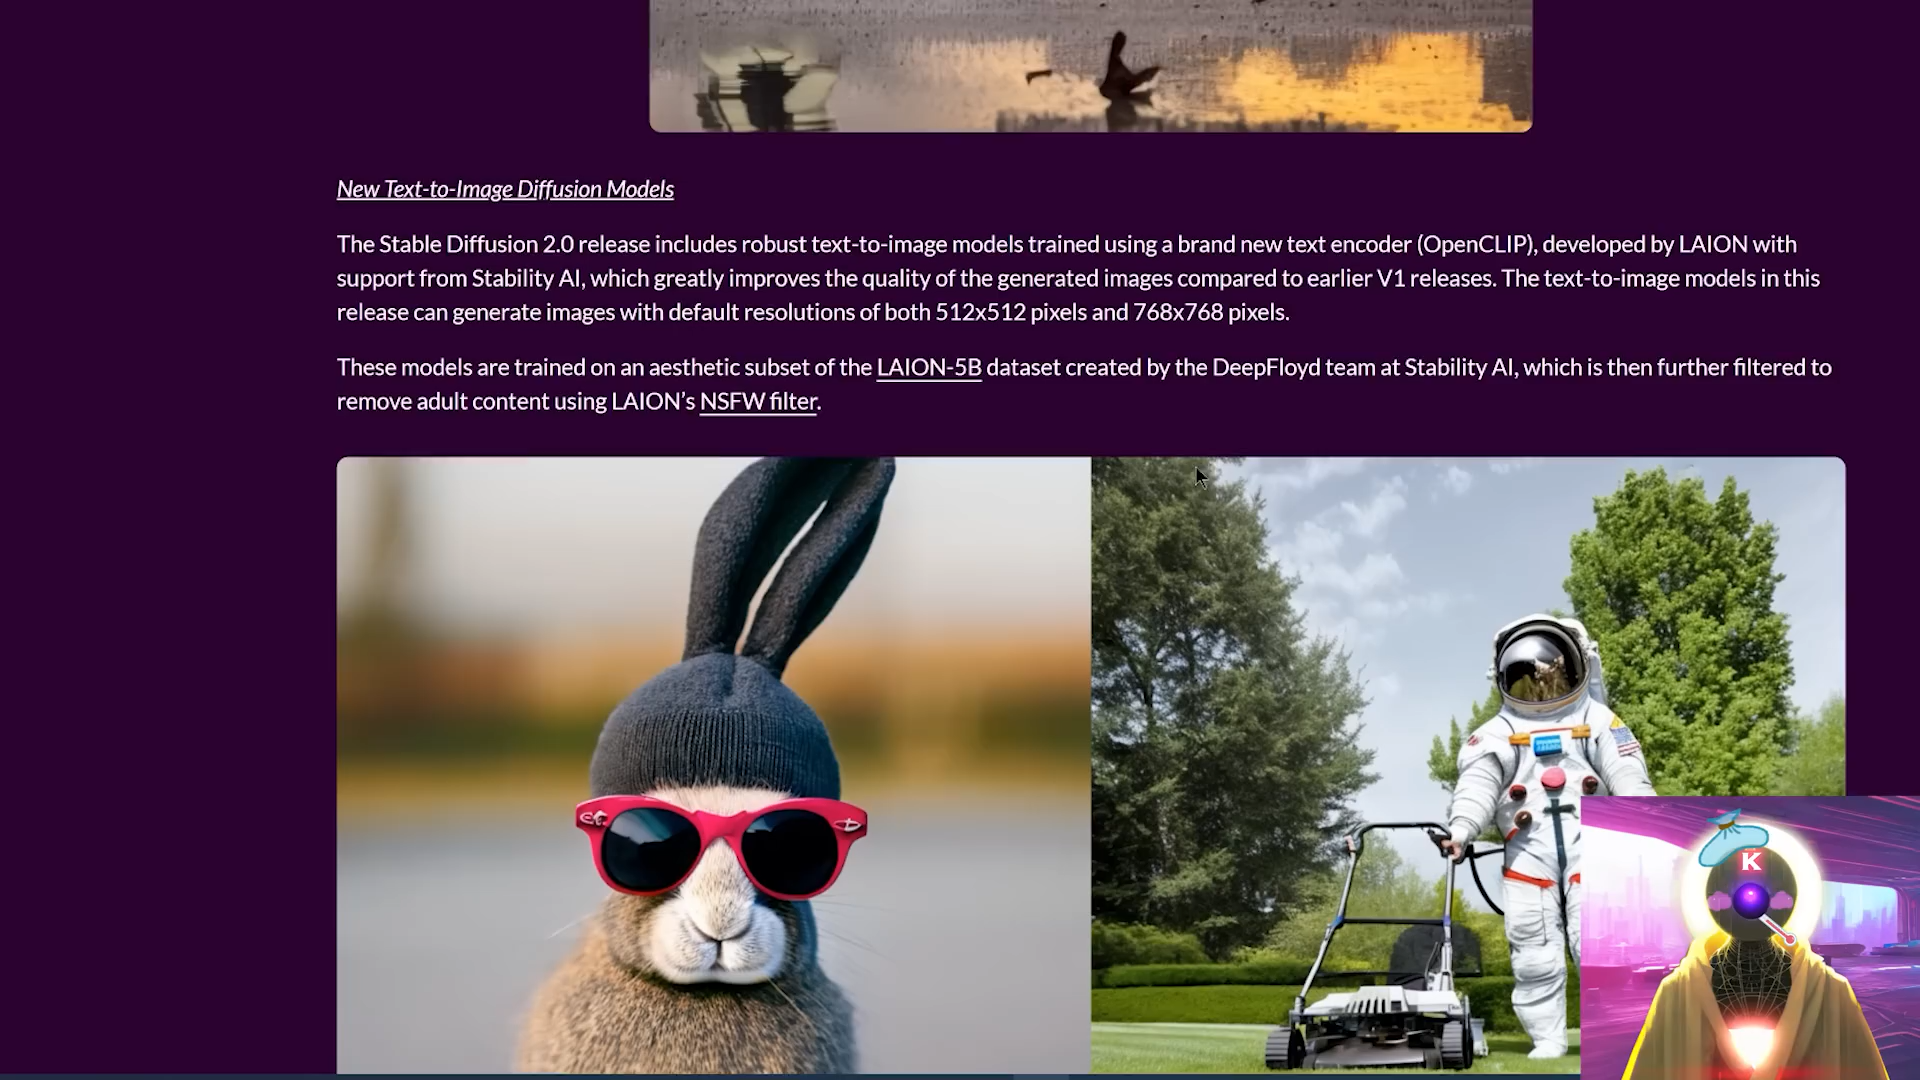 New Text-to-Image Diffusion Models
The Stable Diffusion 2.0 release includes robust text-to-image models trained using a brand new text encoder (OpenCLIP), developed by LAION with
support from Stability AI, which greatly improves the quality of the generated images compared to earlier V1 releases. The text-to-image models in this
release can generate images with default resolutions of both 512x512 pixels and 768x768 pixels.
These models are trained on an aesthetic subset of the LAION-5B dataset created by the DeepFloyd team at Stability AI, which is then further filtered to
remove adult content using LAION’s NSFW filter.
K